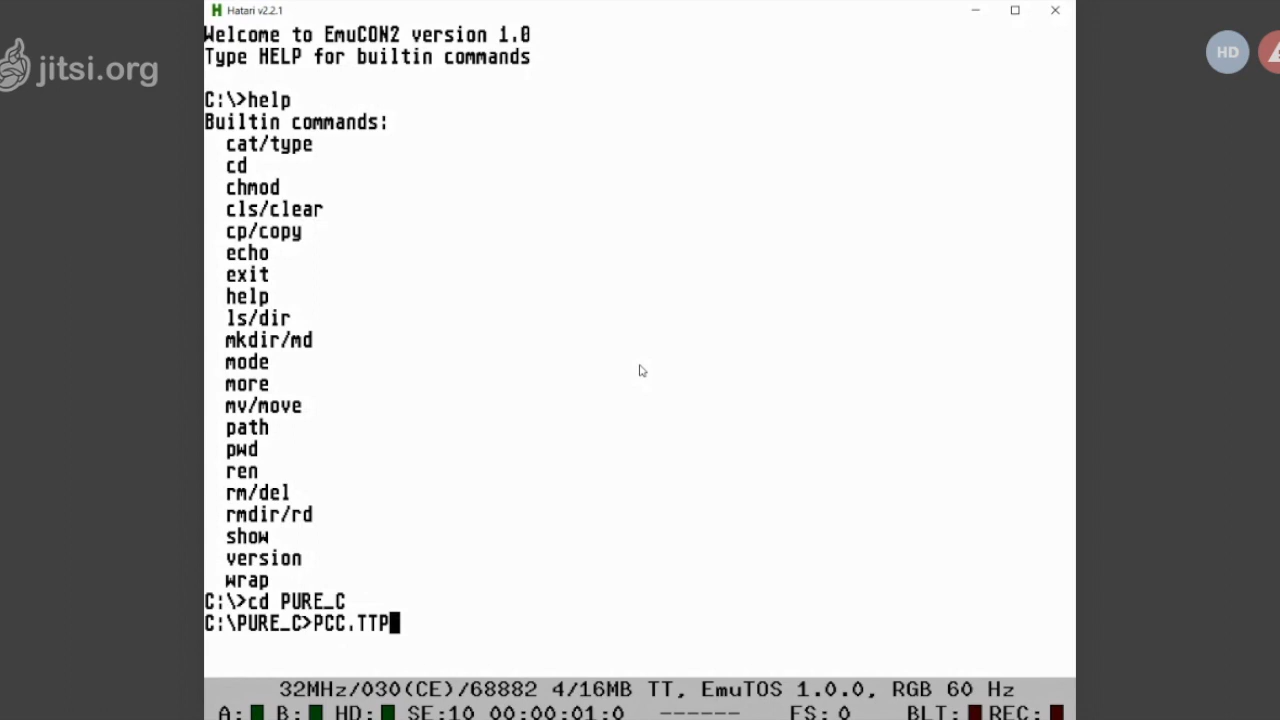 Hatari v2.2.1
Welcome to EmuCON2 version 1.0
Type HELP for builtin commands
jitsi.org
HD
C:\>help
Builtin commands:
cat/type
cd
chmod
cls/clear
cp/copy
echo
exit
help
ls/dir
mkdir/md
mode
more
mv/move
path
pwd
ren
rm/del
rmdir/rd
show
version
wrap
C:\>cd PURE_C
C:\PURE_C>PCC.TTP
32MHz/030(CE)/68882 4/16MB TT, EmuTOS 1.0.0, RGB 60 Hz
A: B: HD: SE:10 00:00:01:0 ------ FS: 0 BLT: REC: